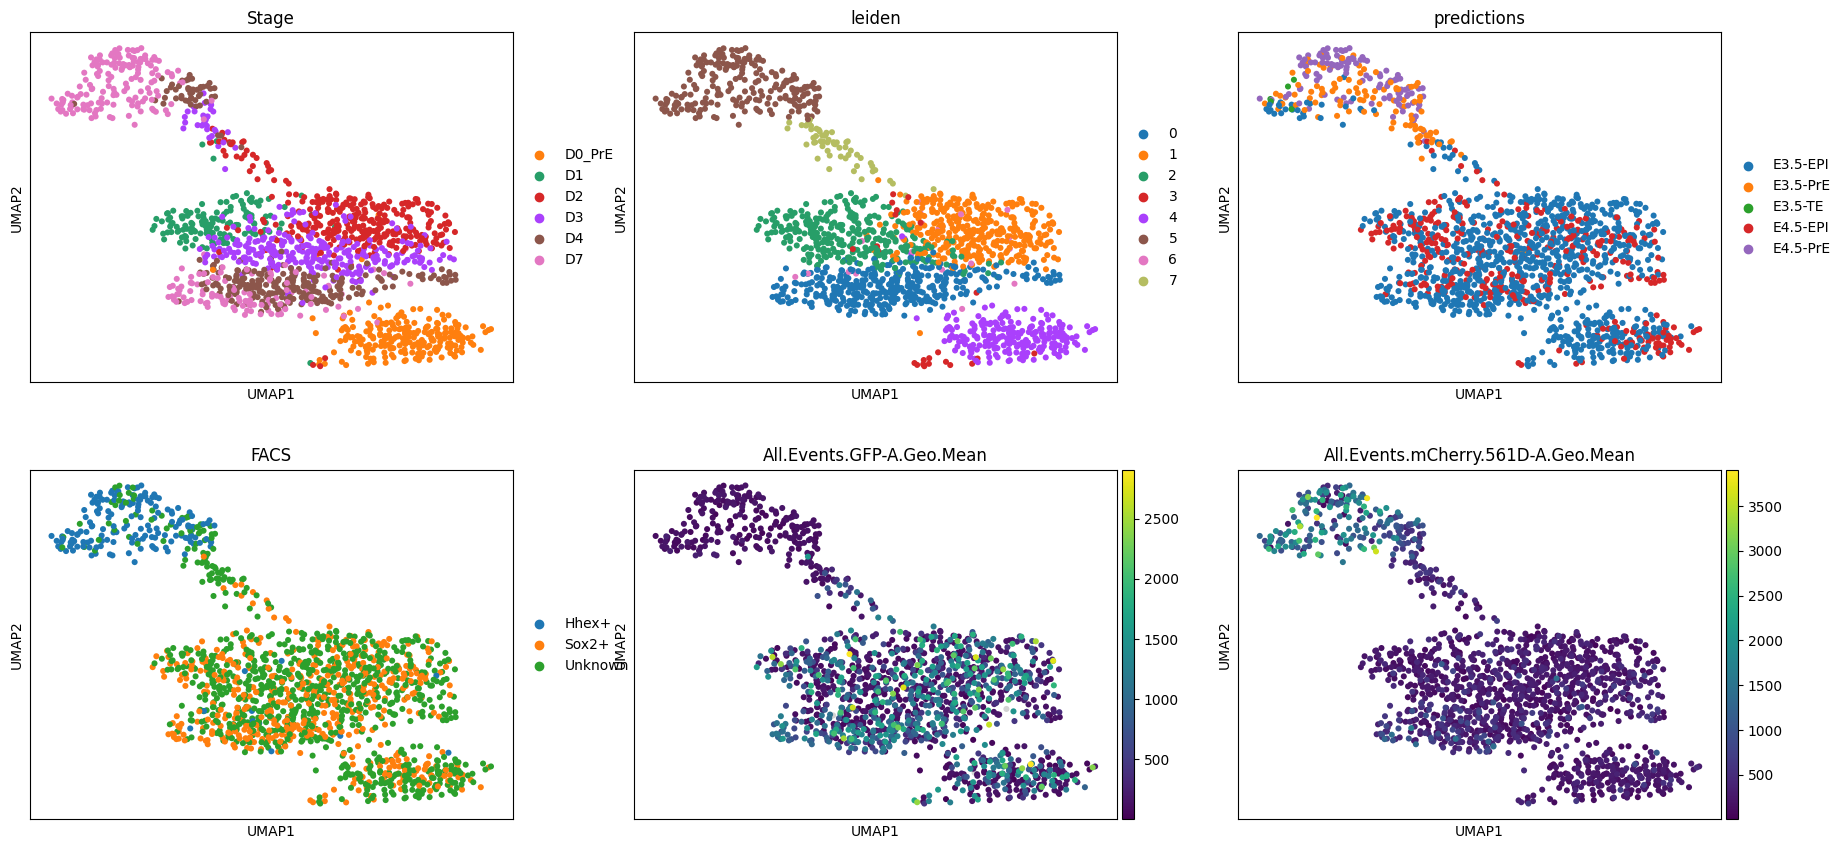 Stage
UMAP2
UMAP1
D0_PrE
D1
D2
D3
D4
D7
leiden
UMAP2
UMAP1
0
1
2
3
4
5
6
7
predictions
UMAP2
UMAP1
E3.5-EPI
E3.5-PrE
E3.5-TE
E4.5-EPI
E4.5-PrE
FACS
UMAP2
UMAP1
Hhex+
Sox2+
Unknown
All.Events.GFP-A.Geo.Mean
UMAP2
UMAP1
2500
2000
1500
1000
500
All.Events.mCherry.561D-A.Geo.Mean
UMAP2
UMAP1
3500
3000
2500
2000
1500
1000
500